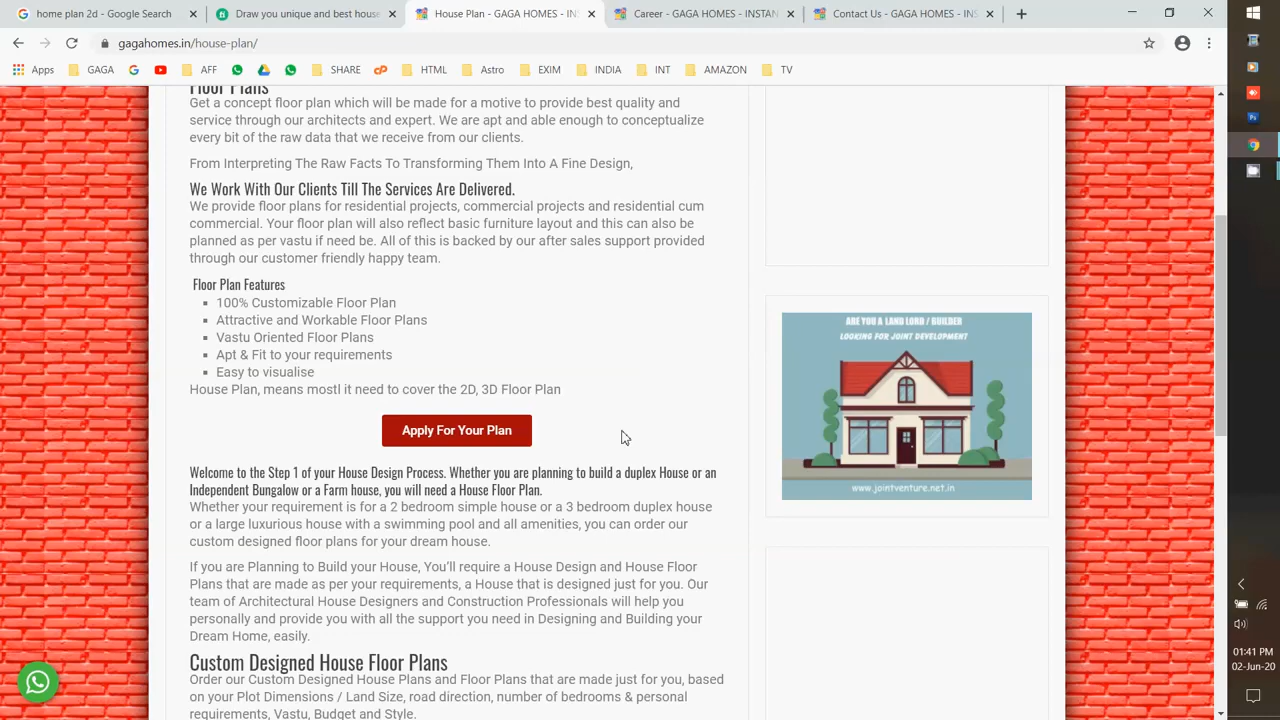 home plan 2d - Google Search
Draw you unique and best house
House Plan - GAGA HOMES - INS
Career - GAGA HOMES - INSTAN
Contact Us - GAGA HOMES - INS
gagahomes.in/house-plan/
Apps GAGA AFF SHARE HTML Astro EXIM INDIA INT AMAZON TV
Floor Plans
Get a concept floor plan which will be made for a motive to provide best quality and
service through our architects and expert. We are apt and able enough to conceptualize
every bit of the raw data that we receive from our clients.
From Interpreting The Raw Facts To Transforming Them Into A Fine Design,
We Work With Our Clients Till The Services Are Delivered.
We provide floor plans for residential projects, commercial projects and residential cum
commercial. Your floor plan will also reflect basic furniture layout and this can also be
planned as per vastu if need be. All of this is backed by our after sales support provided
through our customer friendly happy team.
Floor Plan Features
100% Customizable Floor Plan
Attractive and Workable Floor Plans
Vastu Oriented Floor Plans
Apt & Fit to your requirements
Easy to visualise
House Plan, means mostl it need to cover the 2D, 3D Floor Plan
Apply For Your Plan
Welcome to the Step 1 of your House Design Process. Whether you are planning to build a duplex House or an
Independent Bungalow or a Farm house, you will need a House Floor Plan.
Whether your requirement is for a 2 bedroom simple house or a 3 bedroom duplex house
or a large luxurious house with a swimming pool and all amenities, you can order our
custom designed floor plans for your dream house.
If you are Planning to Build your House, You'll require a House Design and House Floor
Plans that are made as per your requirements, a House that is designed just for you. Our
team of Architectural House Designers and Construction Professionals will help you
personally and provide you with all the support you need in Designing and Building your
Dream Home, easily.
Custom Designed House Floor Plans
Order our Custom Designed House Plans and Floor Plans that are made just for you, based
on your Plot Dimensions / Land Size, road direction, number of bedrooms & personal
requirements, Vastu, Budget and Style.
ARE YOU A LAND LORD / BUILDER
LOOKING FOR JOINT DEVELOPMENT
www.jointventure.net.in
01:41 PM
02-Jun-20